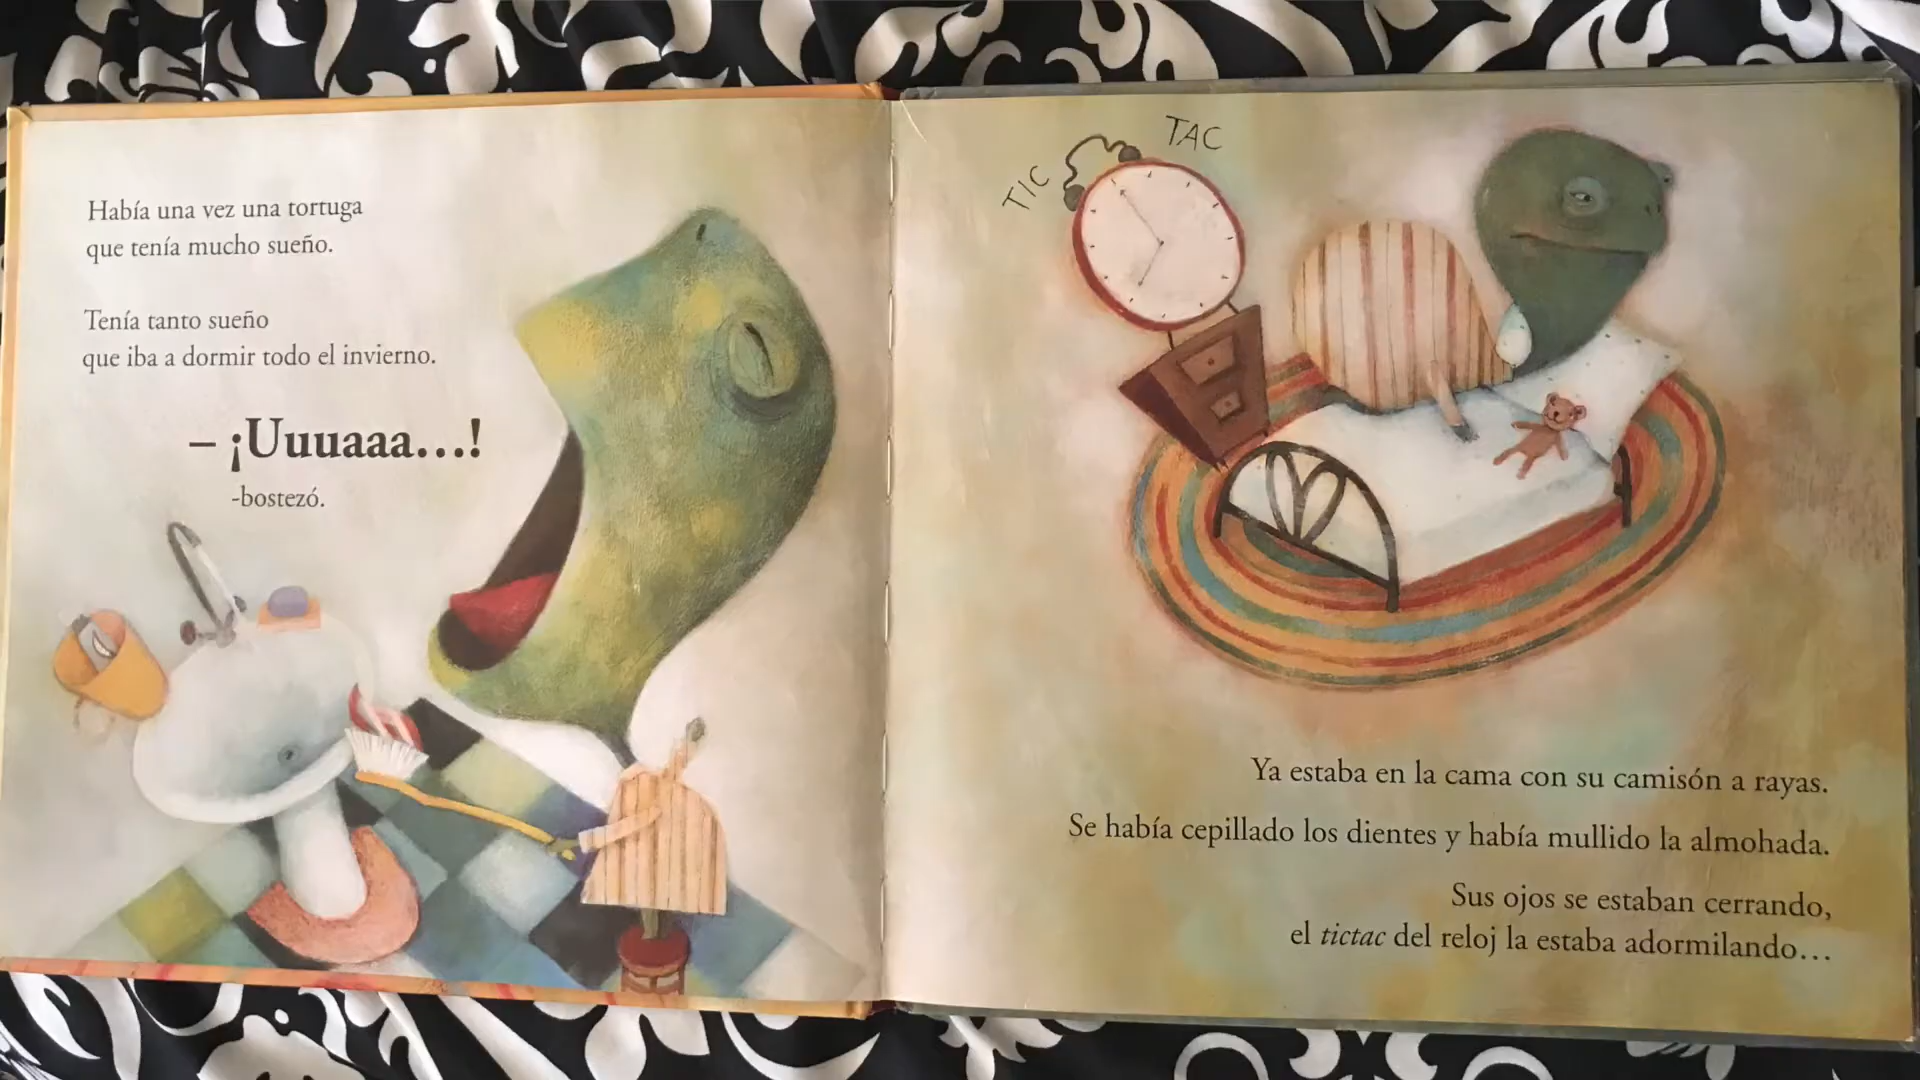 Había una vez una tortuga
que tenía mucho sueño.
Tenía tanto sueño
que iba a dormir todo el invierno.
– ¡Uuuaaa...!
-bostezó.
TIC
TAC
Ya estaba en la cama con su camisón a rayas.
Se había cepillado los dientes y había mullido la almohada.
Sus ojos se estaban cerrando,
el tictac del reloj la estaba adormilando...